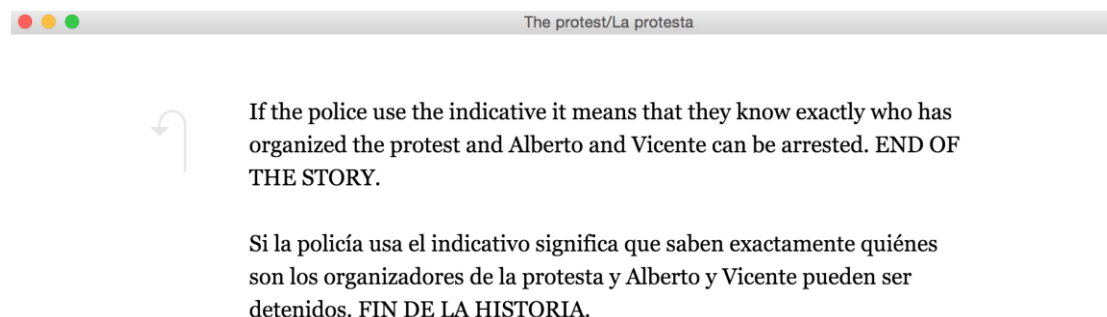 The protest/La protesta
If the police use the indicative it means that they know exactly who has
organized the protest and Alberto and Vicente can be arrested. END OF
THE STORY.
Si la policía usa el indicativo significa que saben exactamente quiénes
son los organizadores de la protesta y Alberto y Vicente pueden ser
detenidos. FIN DE LA HISTORIA.